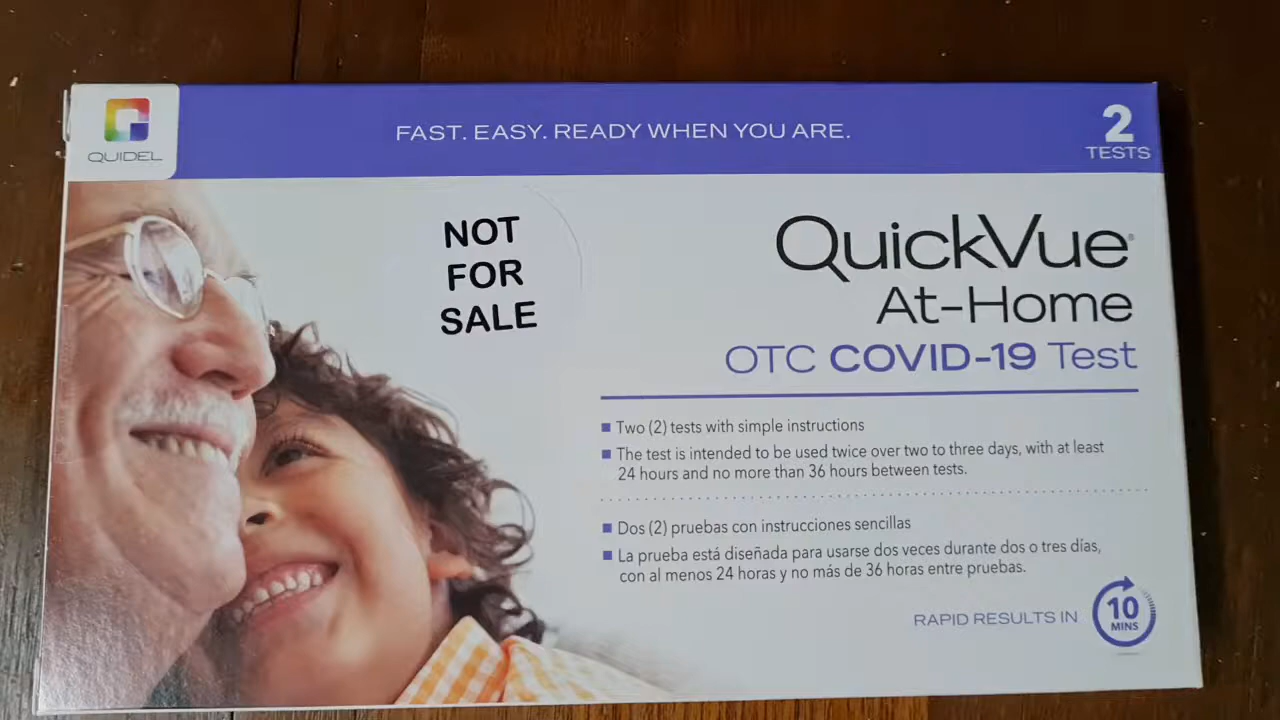 QUIDEL
FAST. EASY. READY WHEN YOU ARE.
2
TESTS
NOT
FOR
SALE
QuickVue®
At-Home
OTC COVID-19 Test
Two (2) tests with simple instructions
The test is intended to be used twice over two to three days, with at least
24 hours and no more than 36 hours between tests.
Dos (2) pruebas con instrucciones sencillas
La prueba está diseñada para usarse dos veces durante dos o tres días,
con al menos 24 horas y no más de 36 horas entre pruebas.
RAPID RESULTS IN
10
MINS